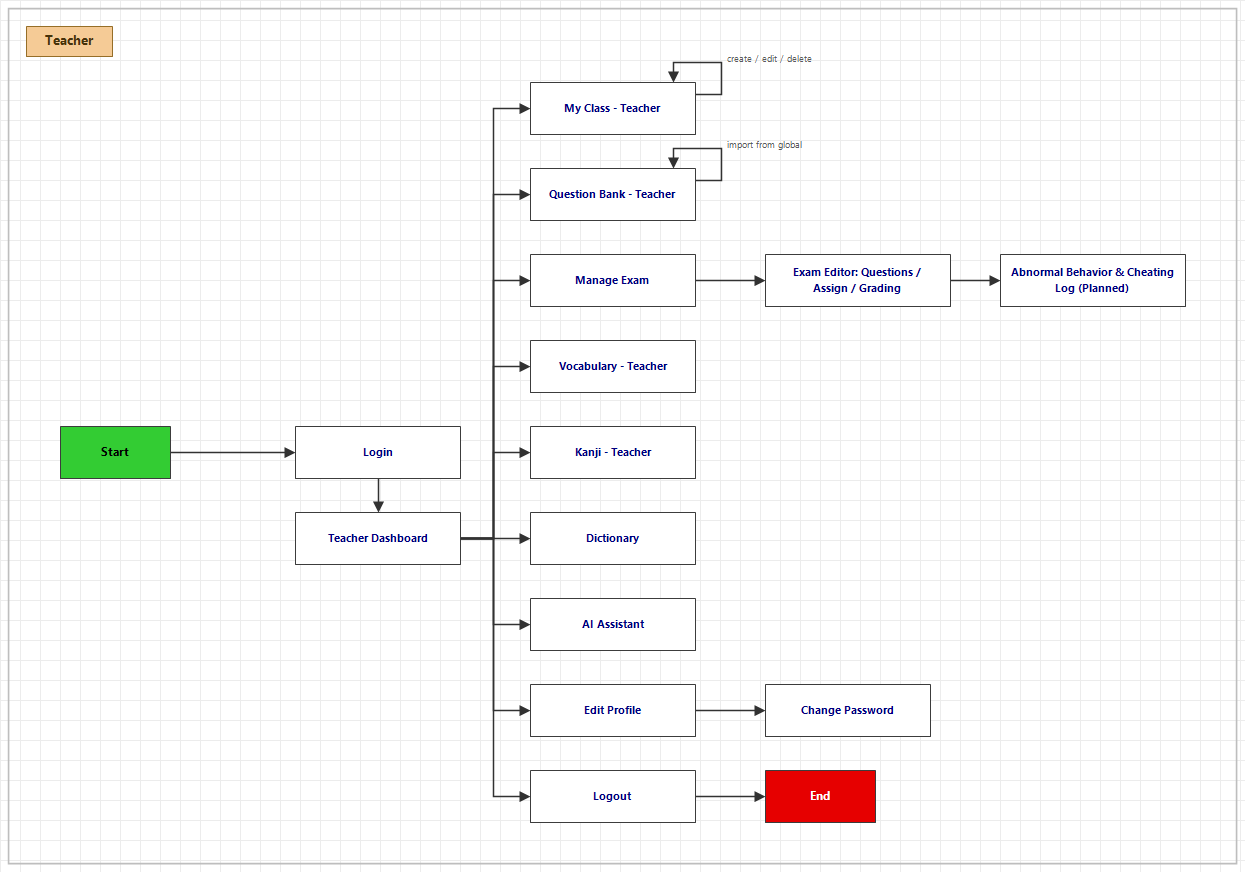 Teacher
create / edit / delete
My Class - Teacher
import from global
Question Bank - Teacher
Manage Exam
Exam Editor: Questions /
Assign / Grading
Abnormal Behavior & Cheating
Log (Planned)
Vocabulary - Teacher
Start
Login
Kanji - Teacher
Teacher Dashboard
Dictionary
AI Assistant
Edit Profile
Change Password
Logout
End